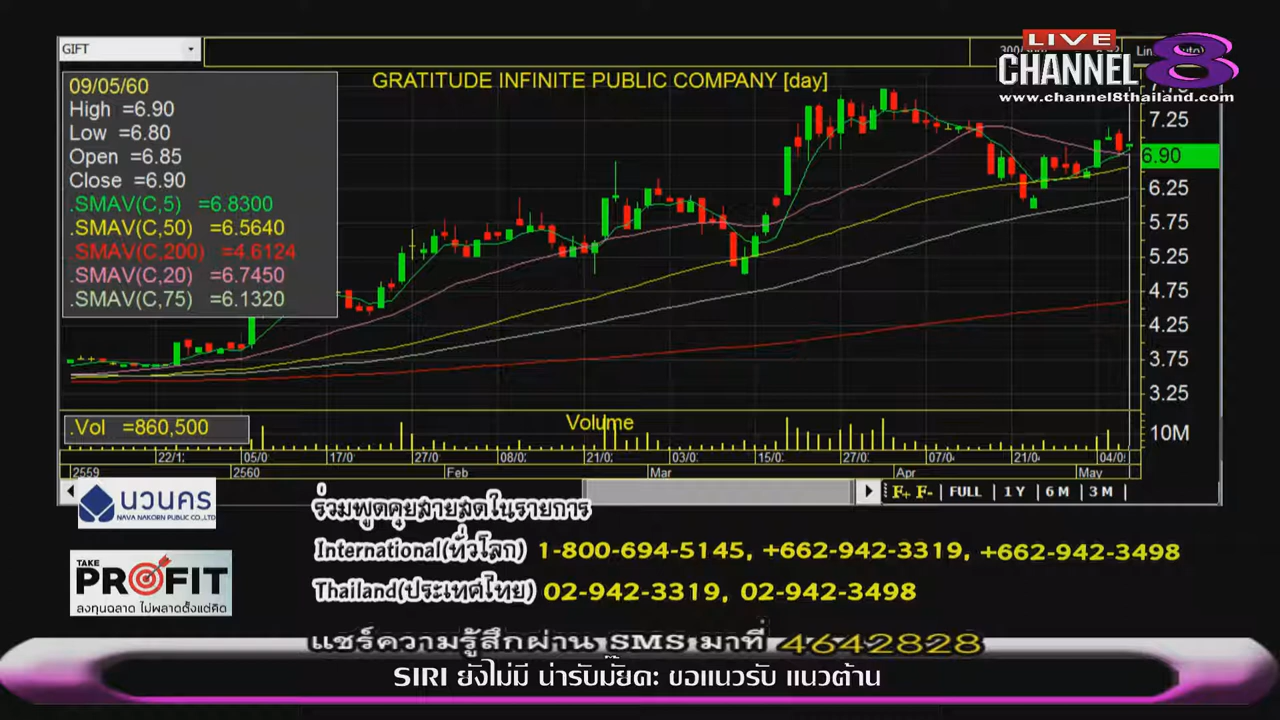 GIFT
LIVE
CHANNEL 8
www.channel8thailand.com
GRATITUDE INFINITE PUBLIC COMPANY [day]
09/05/60
High =6.90
Low =6.80
Open =6.85
Close =6.90
.SMAV(C,5) =6.8300
.SMAV(C,50) =6.5640
.SMAV(C,200) =4.6124
.SMAV(C,20) =6.7450
.SMAV(C,75) =6.1320
7.25
6.90
6.25
5.75
5.25
4.75
4.25
3.75
3.25
.Vol =860,500
Volume
10M
22/1: 05/0 17/0 27/0 08/0: 21/0: 03/0: 15/0: 27/0: 07/0 21/0 04/0
2559 2560 Feb Mar Apr May
F+ F- FULL 1 Y 6 M 3 M
นวนคร
NAVA NAKORN PUBLIC CO.,LTD
TAKE PROFIT
ลงทุนฉลาด ไม่พลาดตั้งแต่คิด
ร่วมพูดคุยสายสดในรายการ
International(ทั่วโลก) 1-800-694-5145, +662-942-3319, +662-942-3498
Thailand(ประเทศไทย) 02-942-3319, 02-942-3498
แชร์ความรู้สึกผ่าน SMS มาที่ 4642828
SIRI ยังไม่มี น่ารับมั๊ยคะ ขอแนวรับ แนวต้าน